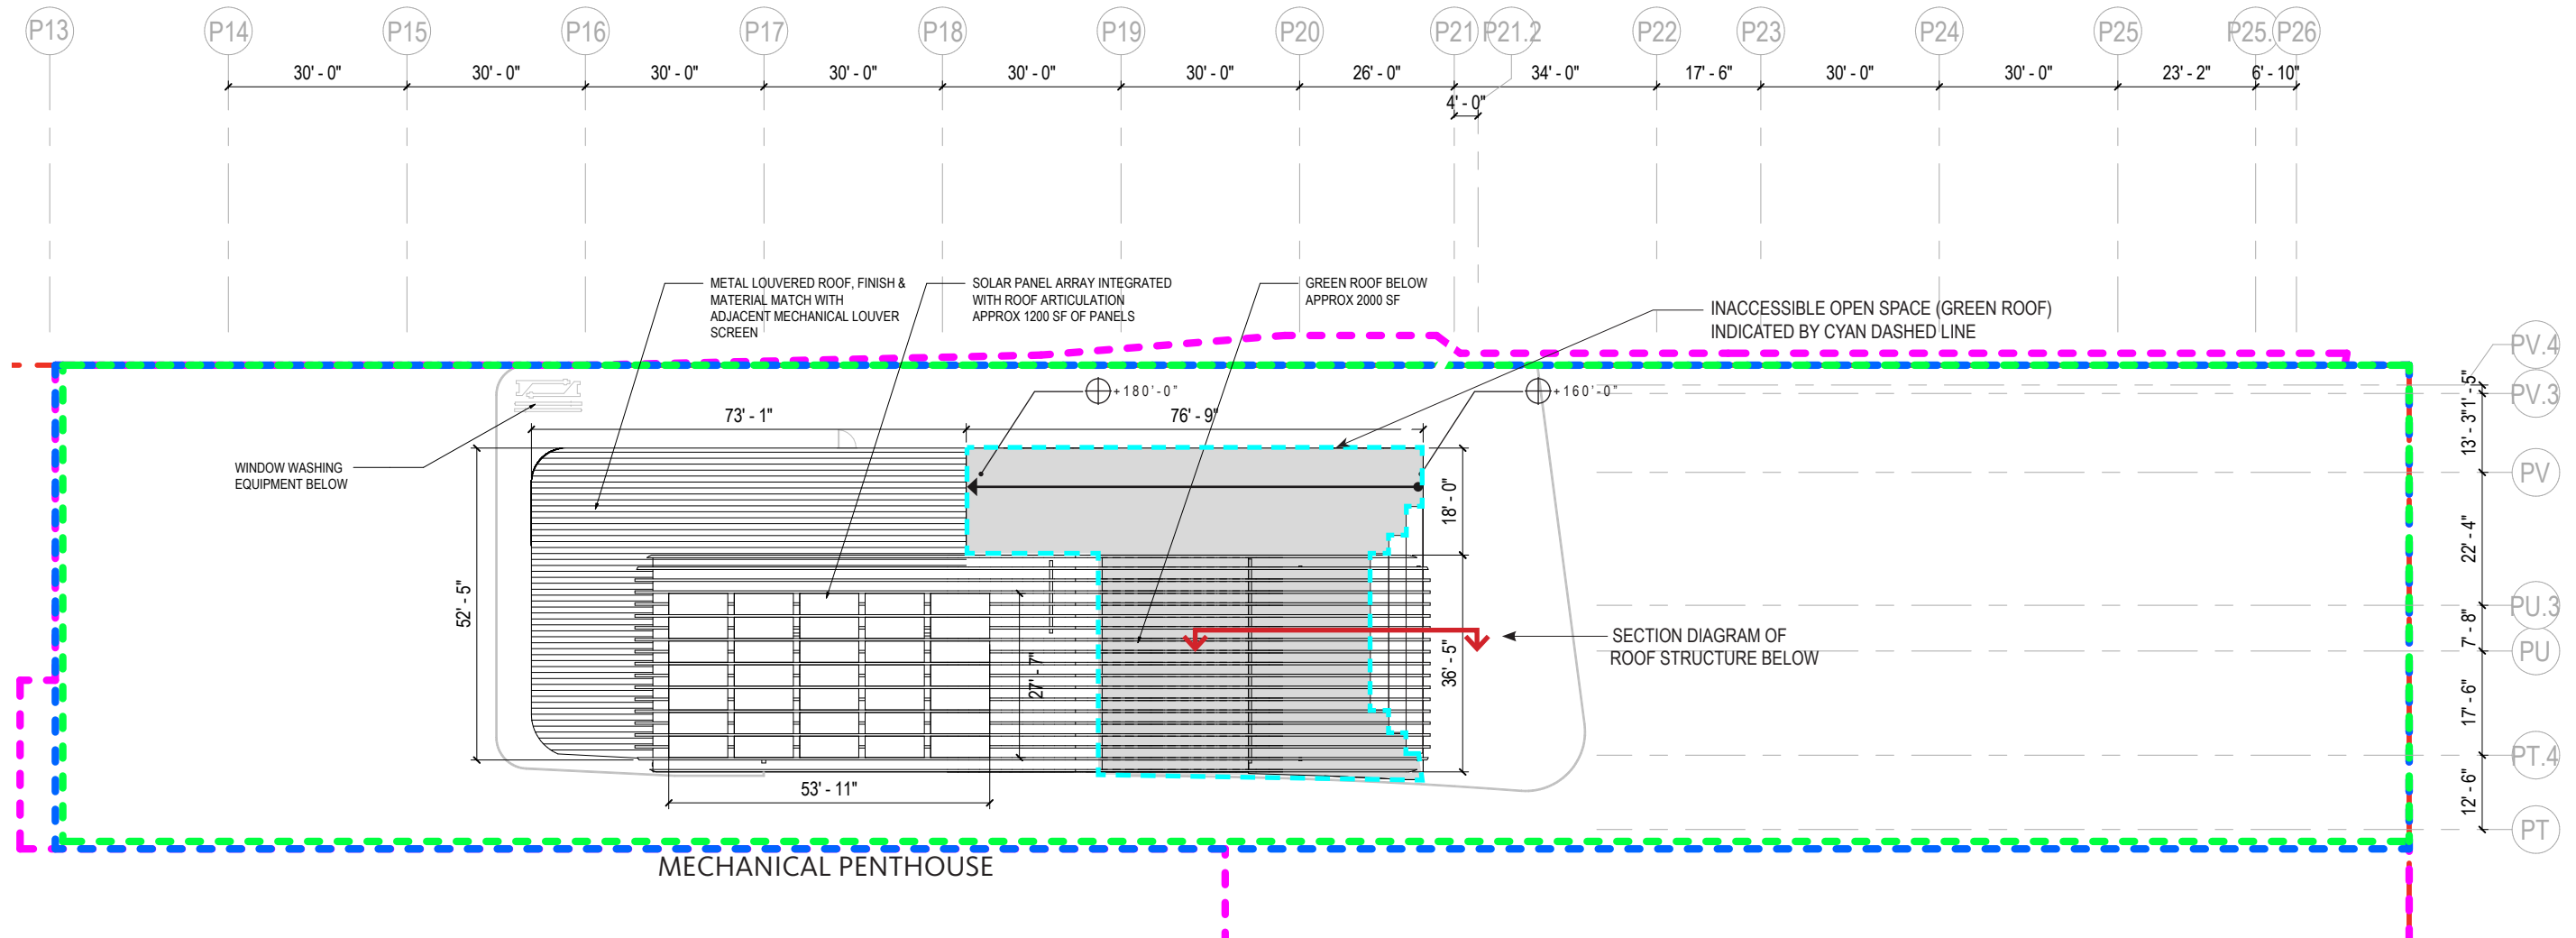 P13 P14 P15 P16 P17 P18 P19 P20 P21 P21.2 P22 P23 P24 P25 P25. P26
30' - 0" 30' - 0" 30' - 0" 30' - 0" 30' - 0" 30' - 0" 26' - 0" 34' - 0" 17' - 6" 30' - 0" 30' - 0" 23' - 2" 6' - 10"
4' - 0"
METAL LOUVERED ROOF, FINISH &
MATERIAL MATCH WITH
ADJACENT MECHANICAL LOUVER
SCREEN
SOLAR PANEL ARRAY INTEGRATED
WITH ROOF ARTICULATION
APPROX 1200 SF OF PANELS
GREEN ROOF BELOW
APPROX 2000 SF
INACCESSIBLE OPEN SPACE (GREEN ROOF)
INDICATED BY CYAN DASHED LINE
PV.4
1' - 5"
PV.3
+180'-0"
+160'-0"
73' - 1"
76' - 9"
13' - 3"
WINDOW WASHING
EQUIPMENT BELOW
PV
18' - 0"
22' - 4"
52' - 5"
PU.3
7' - 8"
SECTION DIAGRAM OF
ROOF STRUCTURE BELOW
PU
36' - 5"
27' - 7"
17' - 6"
PT.4
53' - 11"
12' - 6"
PT
MECHANICAL PENTHOUSE